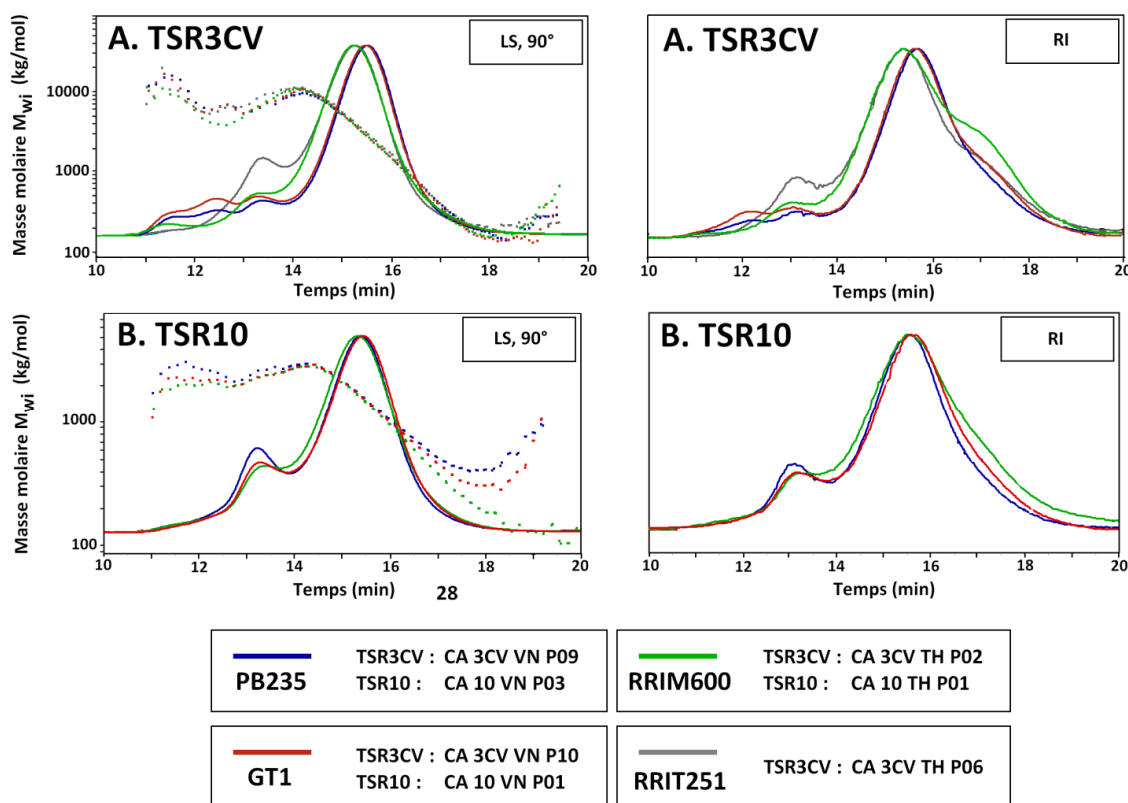 A. TSR3CV
LS, 90°
Masse molaire Mwi (kg/mol)
10000
1000
100
10 12 14 16 18 20
Temps (min)
A. TSR3CV
RI
10 12 14 16 18 20
Temps (min)
B. TSR10
LS, 90°
Masse molaire Mwi (kg/mol)
1000
100
10 12 14 16 18 20
Temps (min)
28
B. TSR10
RI
10 12 14 16 18 20
Temps (min)
PB235
TSR3CV : CA 3CV VN P09
TSR10 : CA 10 VN P03
RRIM600
TSR3CV : CA 3CV TH P02
TSR10 : CA 10 TH P01
GT1
TSR3CV : CA 3CV VN P10
TSR10 : CA 10 VN P01
RRIT251
TSR3CV : CA 3CV TH P06